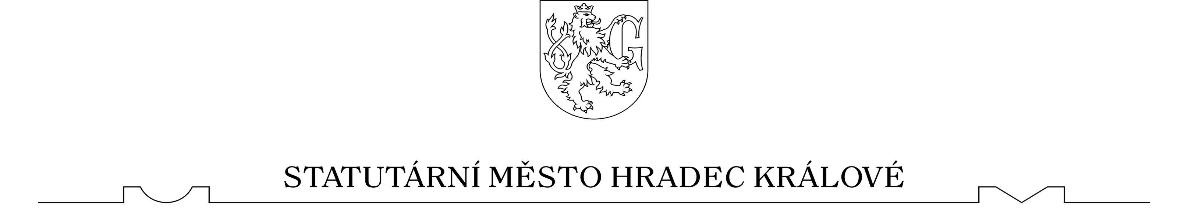 G
STATUTÁRNÍ MĚSTO HRADEC KRÁLOVÉ